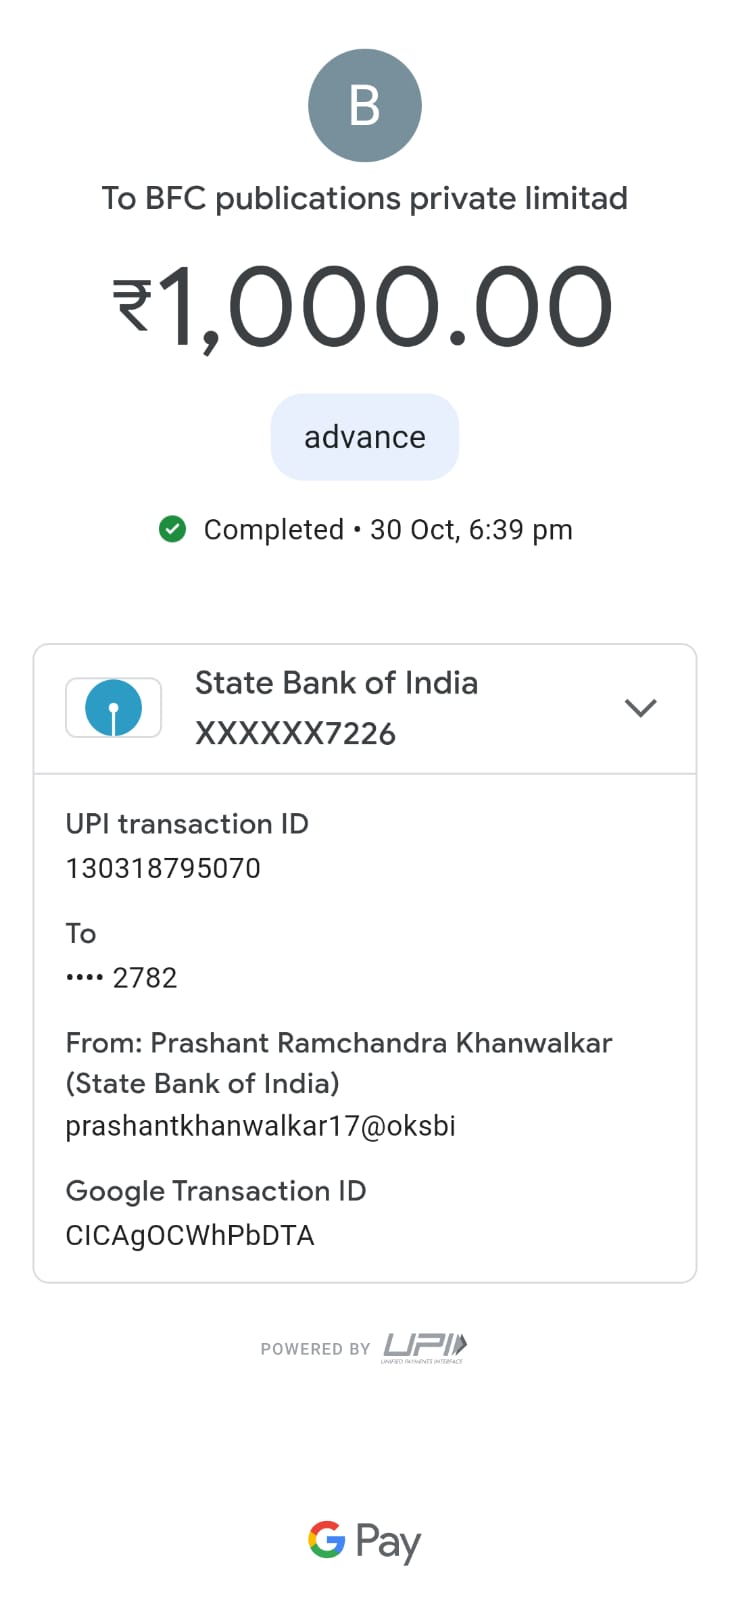 B
To BFC publications private limitad
₹1,000.00
advance
Completed • 30 Oct, 6:39 pm
State Bank of India
XXXXXX7226
UPI transaction ID
130318795070
To
•••• 2782
From: Prashant Ramchandra Khanwalkar
(State Bank of India)
prashantkhanwalkar17@oksbi
Google Transaction ID
CICAgOCWhPbDTA
POWERED BY UPI
UNIFIED PAYMENTS INTERFACE
G Pay